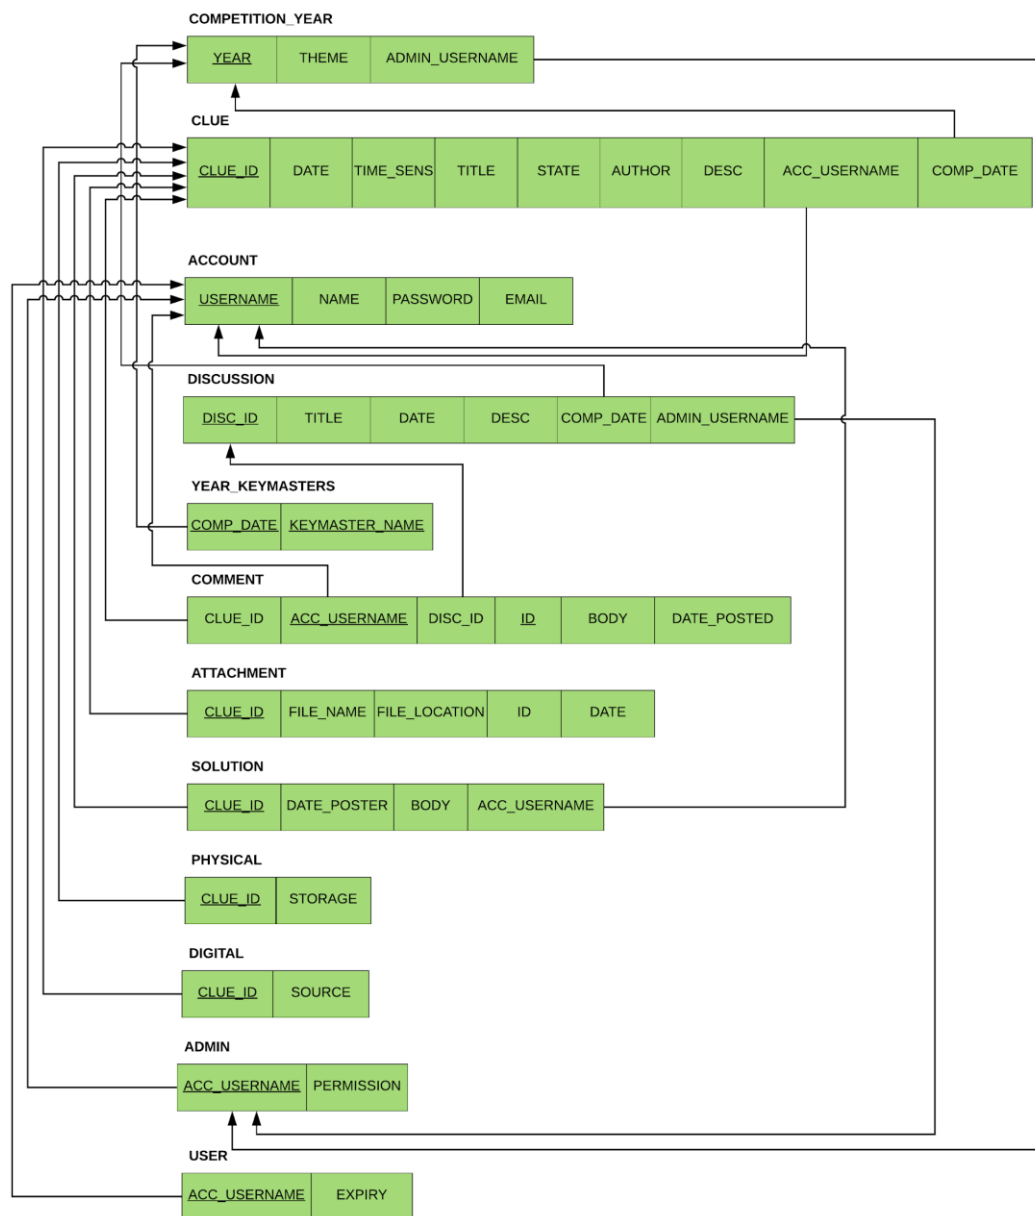 COMPETITION_YEAR
YEAR THEME ADMIN_USERNAME
CLUE
CLUE_ID DATE TIME_SENS TITLE STATE AUTHOR DESC ACC_USERNAME COMP_DATE
ACCOUNT
USERNAME NAME PASSWORD EMAIL
DISCUSSION
DISC_ID TITLE DATE DESC COMP_DATE ADMIN_USERNAME
YEAR_KEYMASTERS
COMP_DATE KEYMASTER_NAME
COMMENT
CLUE_ID ACC_USERNAME DISC_ID ID BODY DATE_POSTED
ATTACHMENT
CLUE_ID FILE_NAME FILE_LOCATION ID DATE
SOLUTION
CLUE_ID DATE_POSTER BODY ACC_USERNAME
PHYSICAL
CLUE_ID STORAGE
DIGITAL
CLUE_ID SOURCE
ADMIN
ACC_USERNAME PERMISSION
USER
ACC_USERNAME EXPIRY